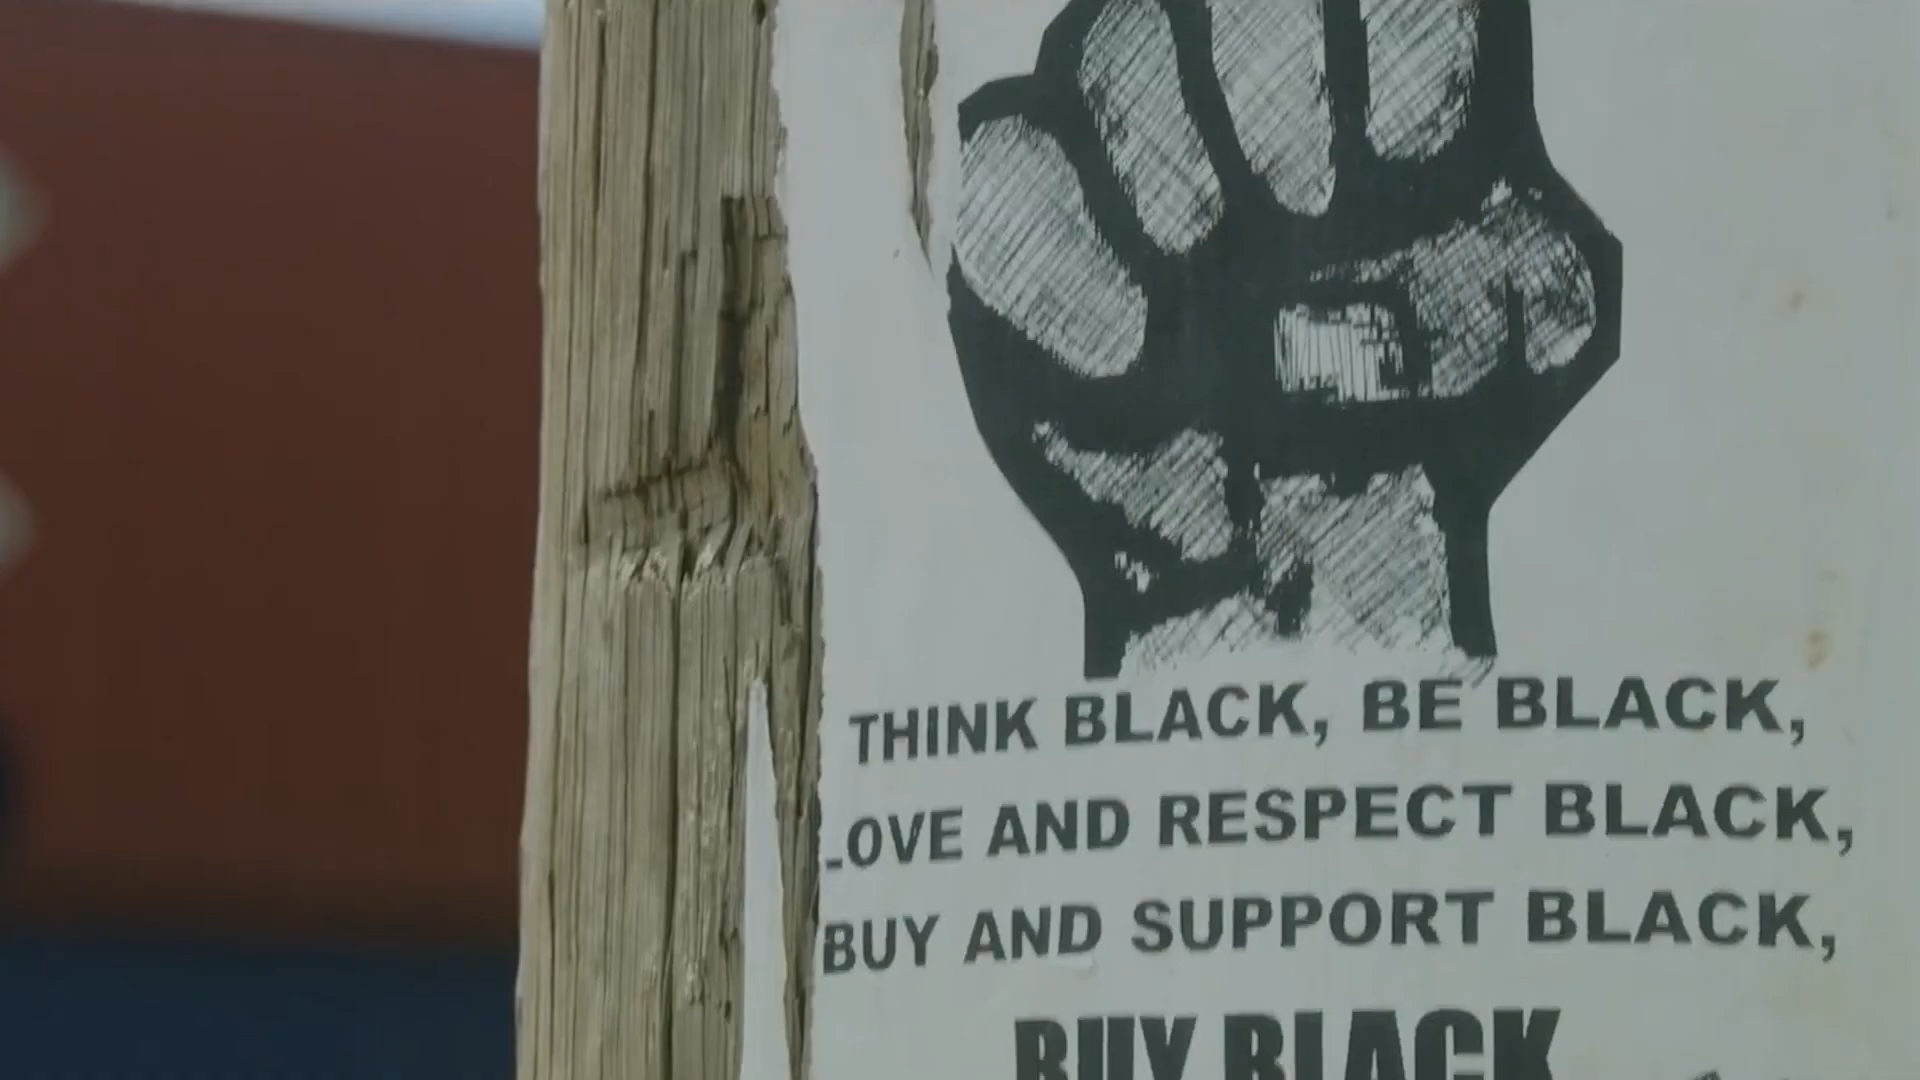 THINK BLACK, BE BLACK,
LOVE AND RESPECT BLACK,
BUY AND SUPPORT BLACK,
BUY BLACK